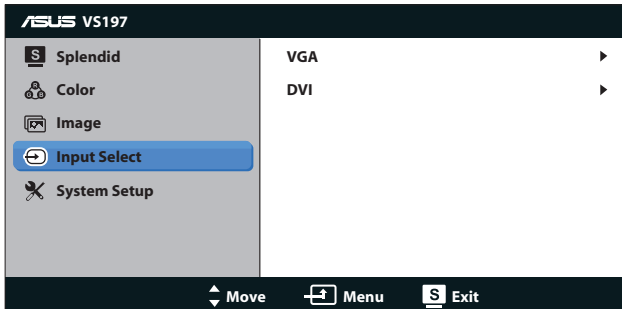 ASUS VS197
S Splendid
Color
Image
Input Select
System Setup
VGA
DVI
Move Menu S Exit